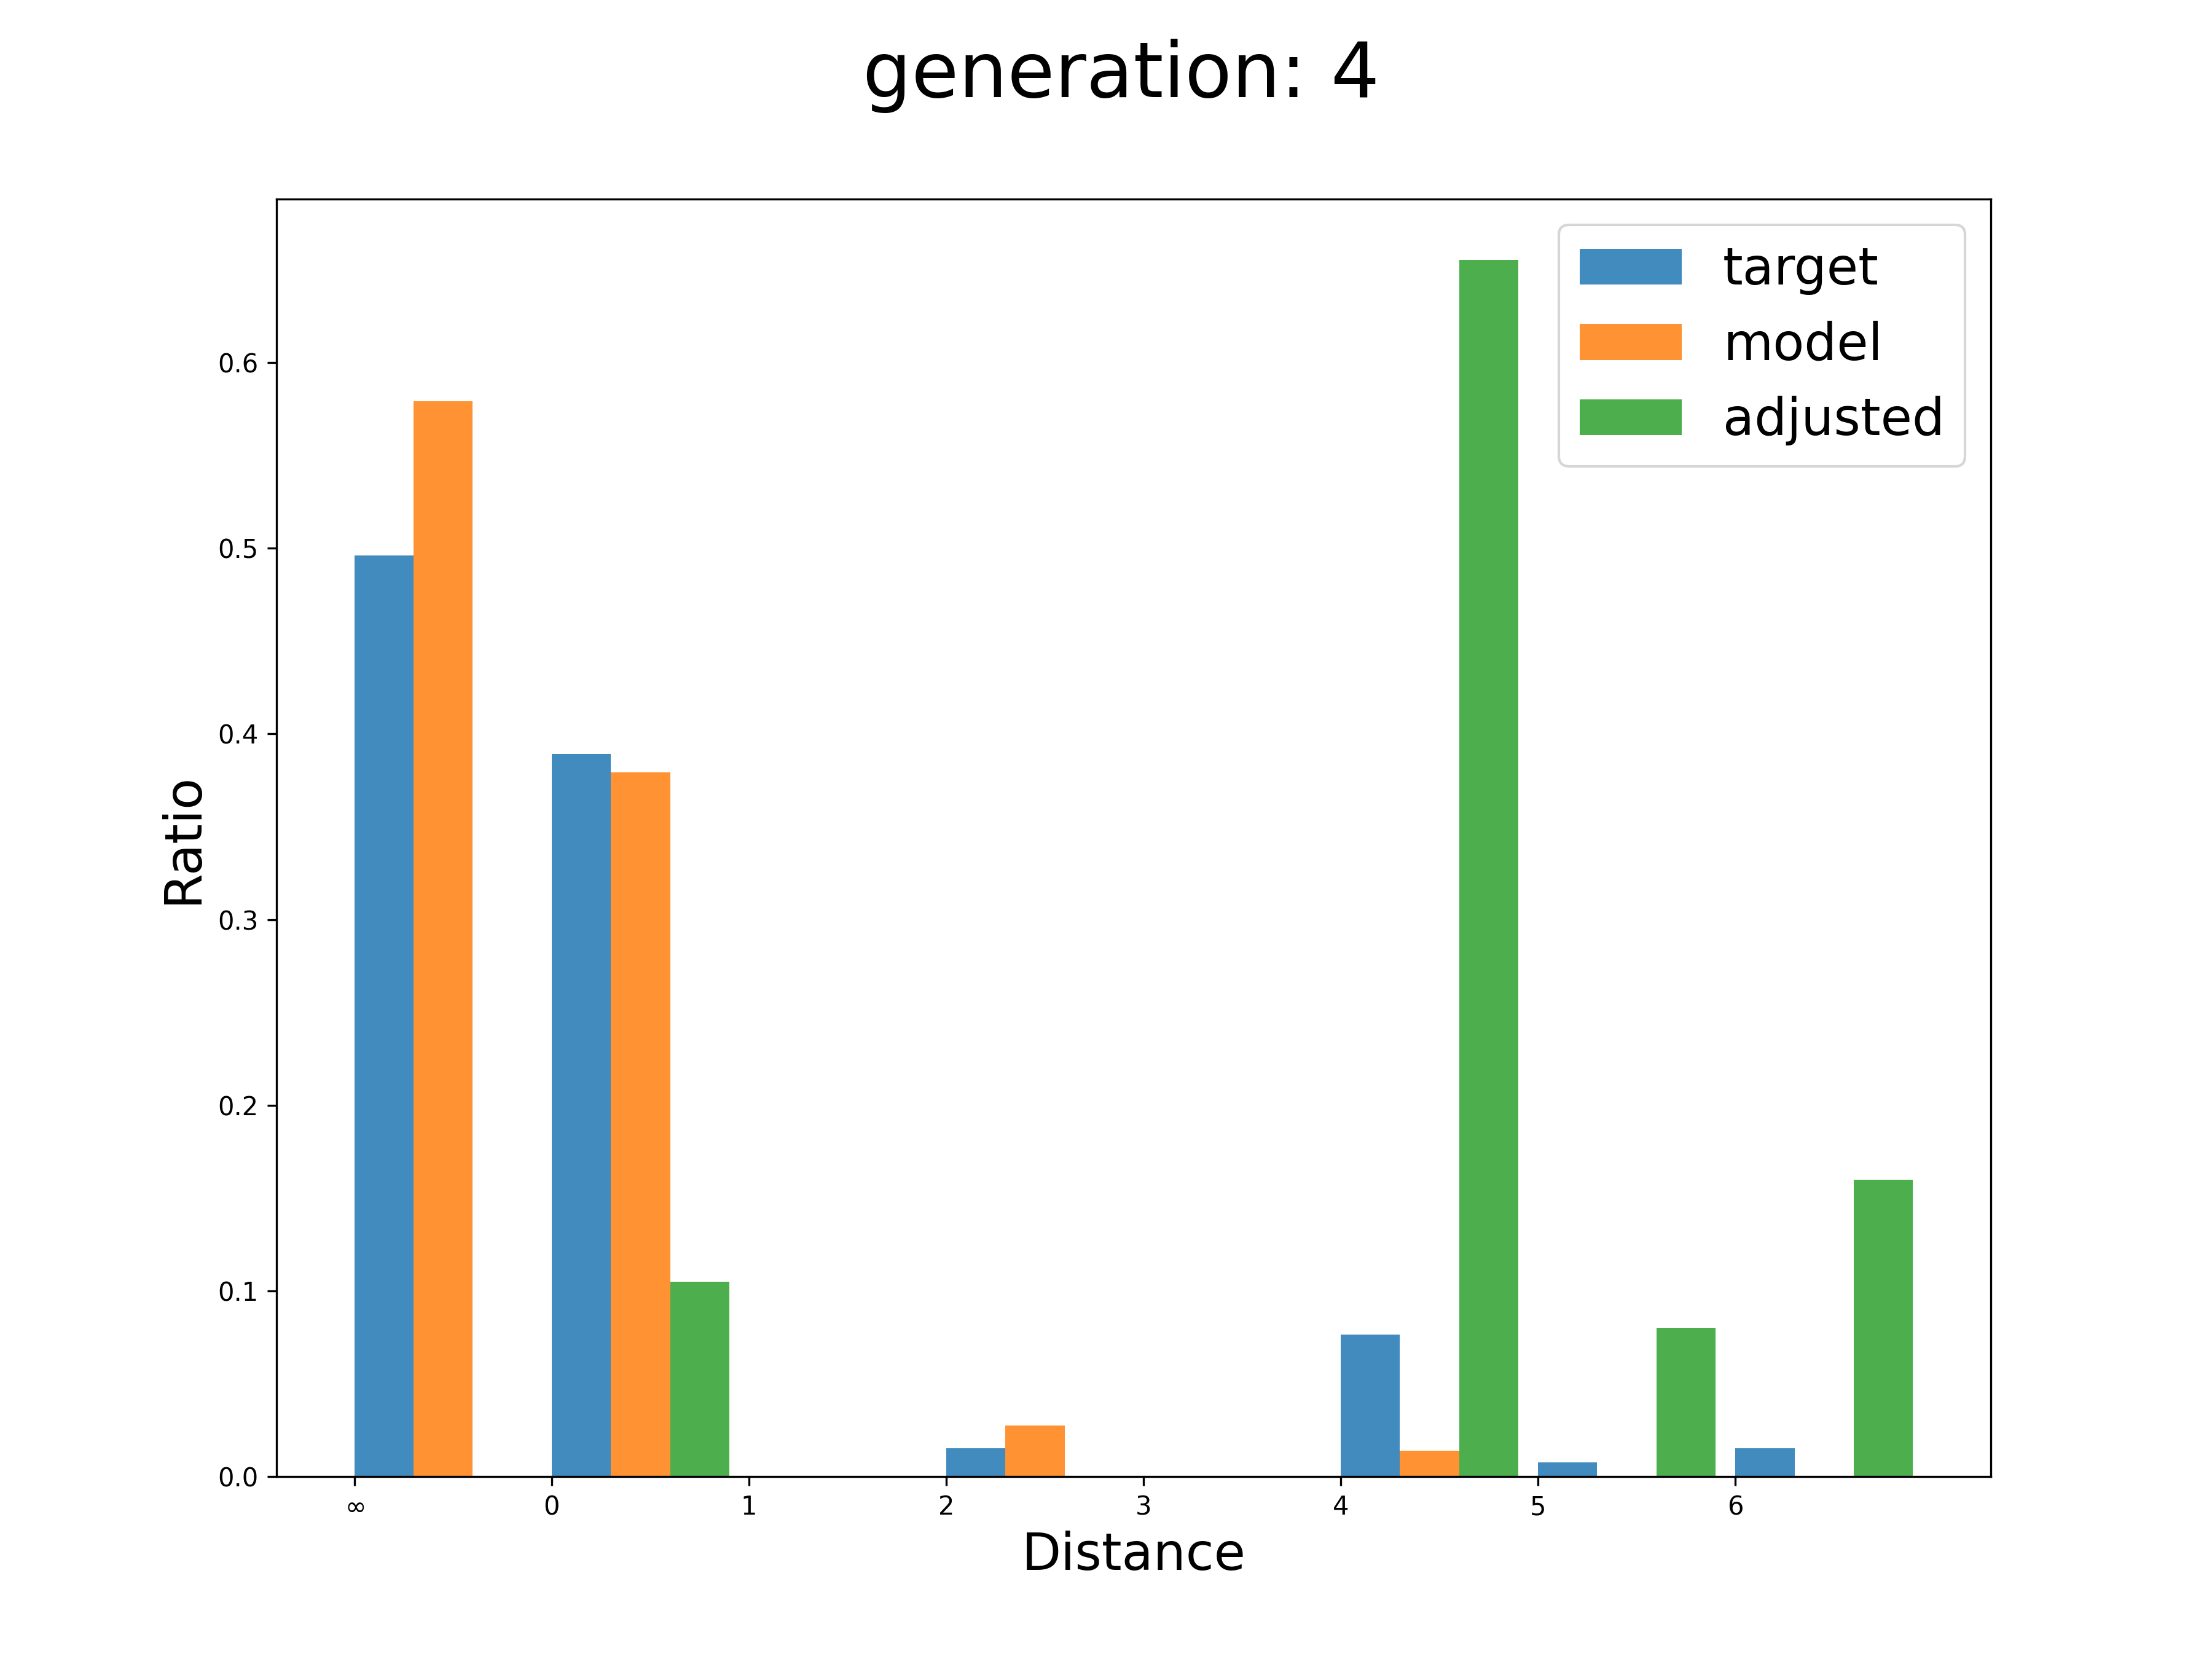 generation: 4
target
model
adjusted
0.6
0.5
0.4
0.3
0.2
0.1
0.0
Ratio
∞ 0 1 2 3 4 5 6
Distance